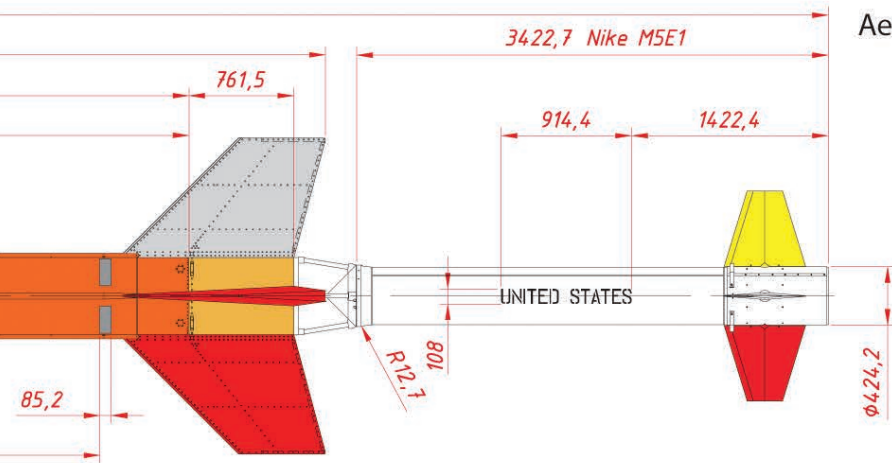 Ae
3422,7 Nike M5E1
761,5
914,4
1422,4
UNITED STATES
108
R12,7
85,2
ϕ424,2